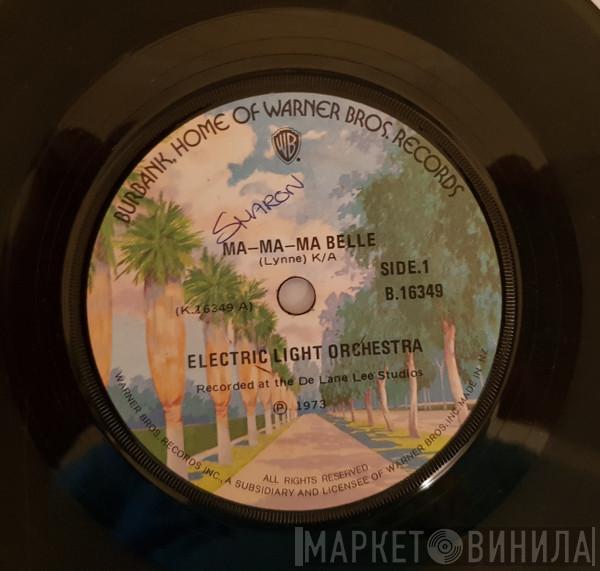 BURBANK, HOME OF WARNER BROS. RECORDS
WB
SHARON
MA-MA-MA BELLE
(Lynne) K/A
SIDE.1
B.16349
(K.16349 A)
ELECTRIC LIGHT ORCHESTRA
Recorded at the De Lane Lee Studios
℗ 1973
ALL RIGHTS RESERVED
WARNER BROS. RECORDS INC., A SUBSIDIARY AND LICENSEE OF WARNER BROS. INC. MADE IN NZ
МАРКЕТ ВИНИЛА